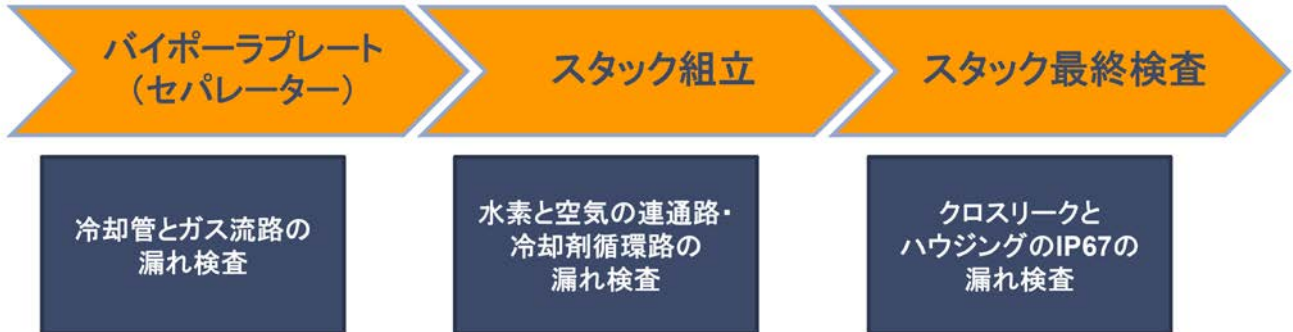 バイポーラプレート
（セパレーター）
スタック組立
スタック最終検査
冷却管とガス流路の
漏れ検査
水素と空気の連通路・
冷却剤循環路の
漏れ検査
クロスリークと
ハウジングのIP67の
漏れ検査